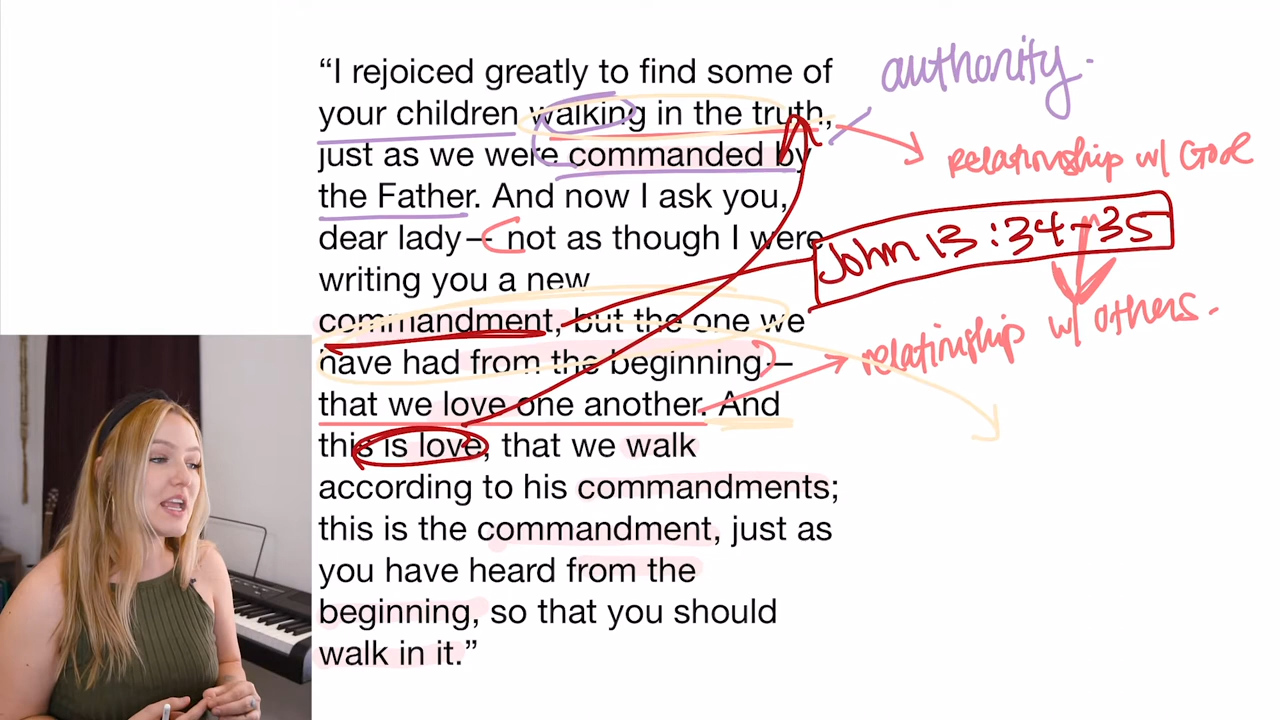 “I rejoiced greatly to find some of
your children walking in the truth,
just as we were commanded by
the Father. And now I ask you,
dear lady— not as though I were
writing you a new
commandment, but the one we
have had from the beginning—
that we love one another. And
this is love, that we walk
according to his commandments;
this is the commandment, just as
you have heard from the
beginning, so that you should
walk in it.”
authority.
relationship w/ God
John 13:34-35
relatinship w/ others.